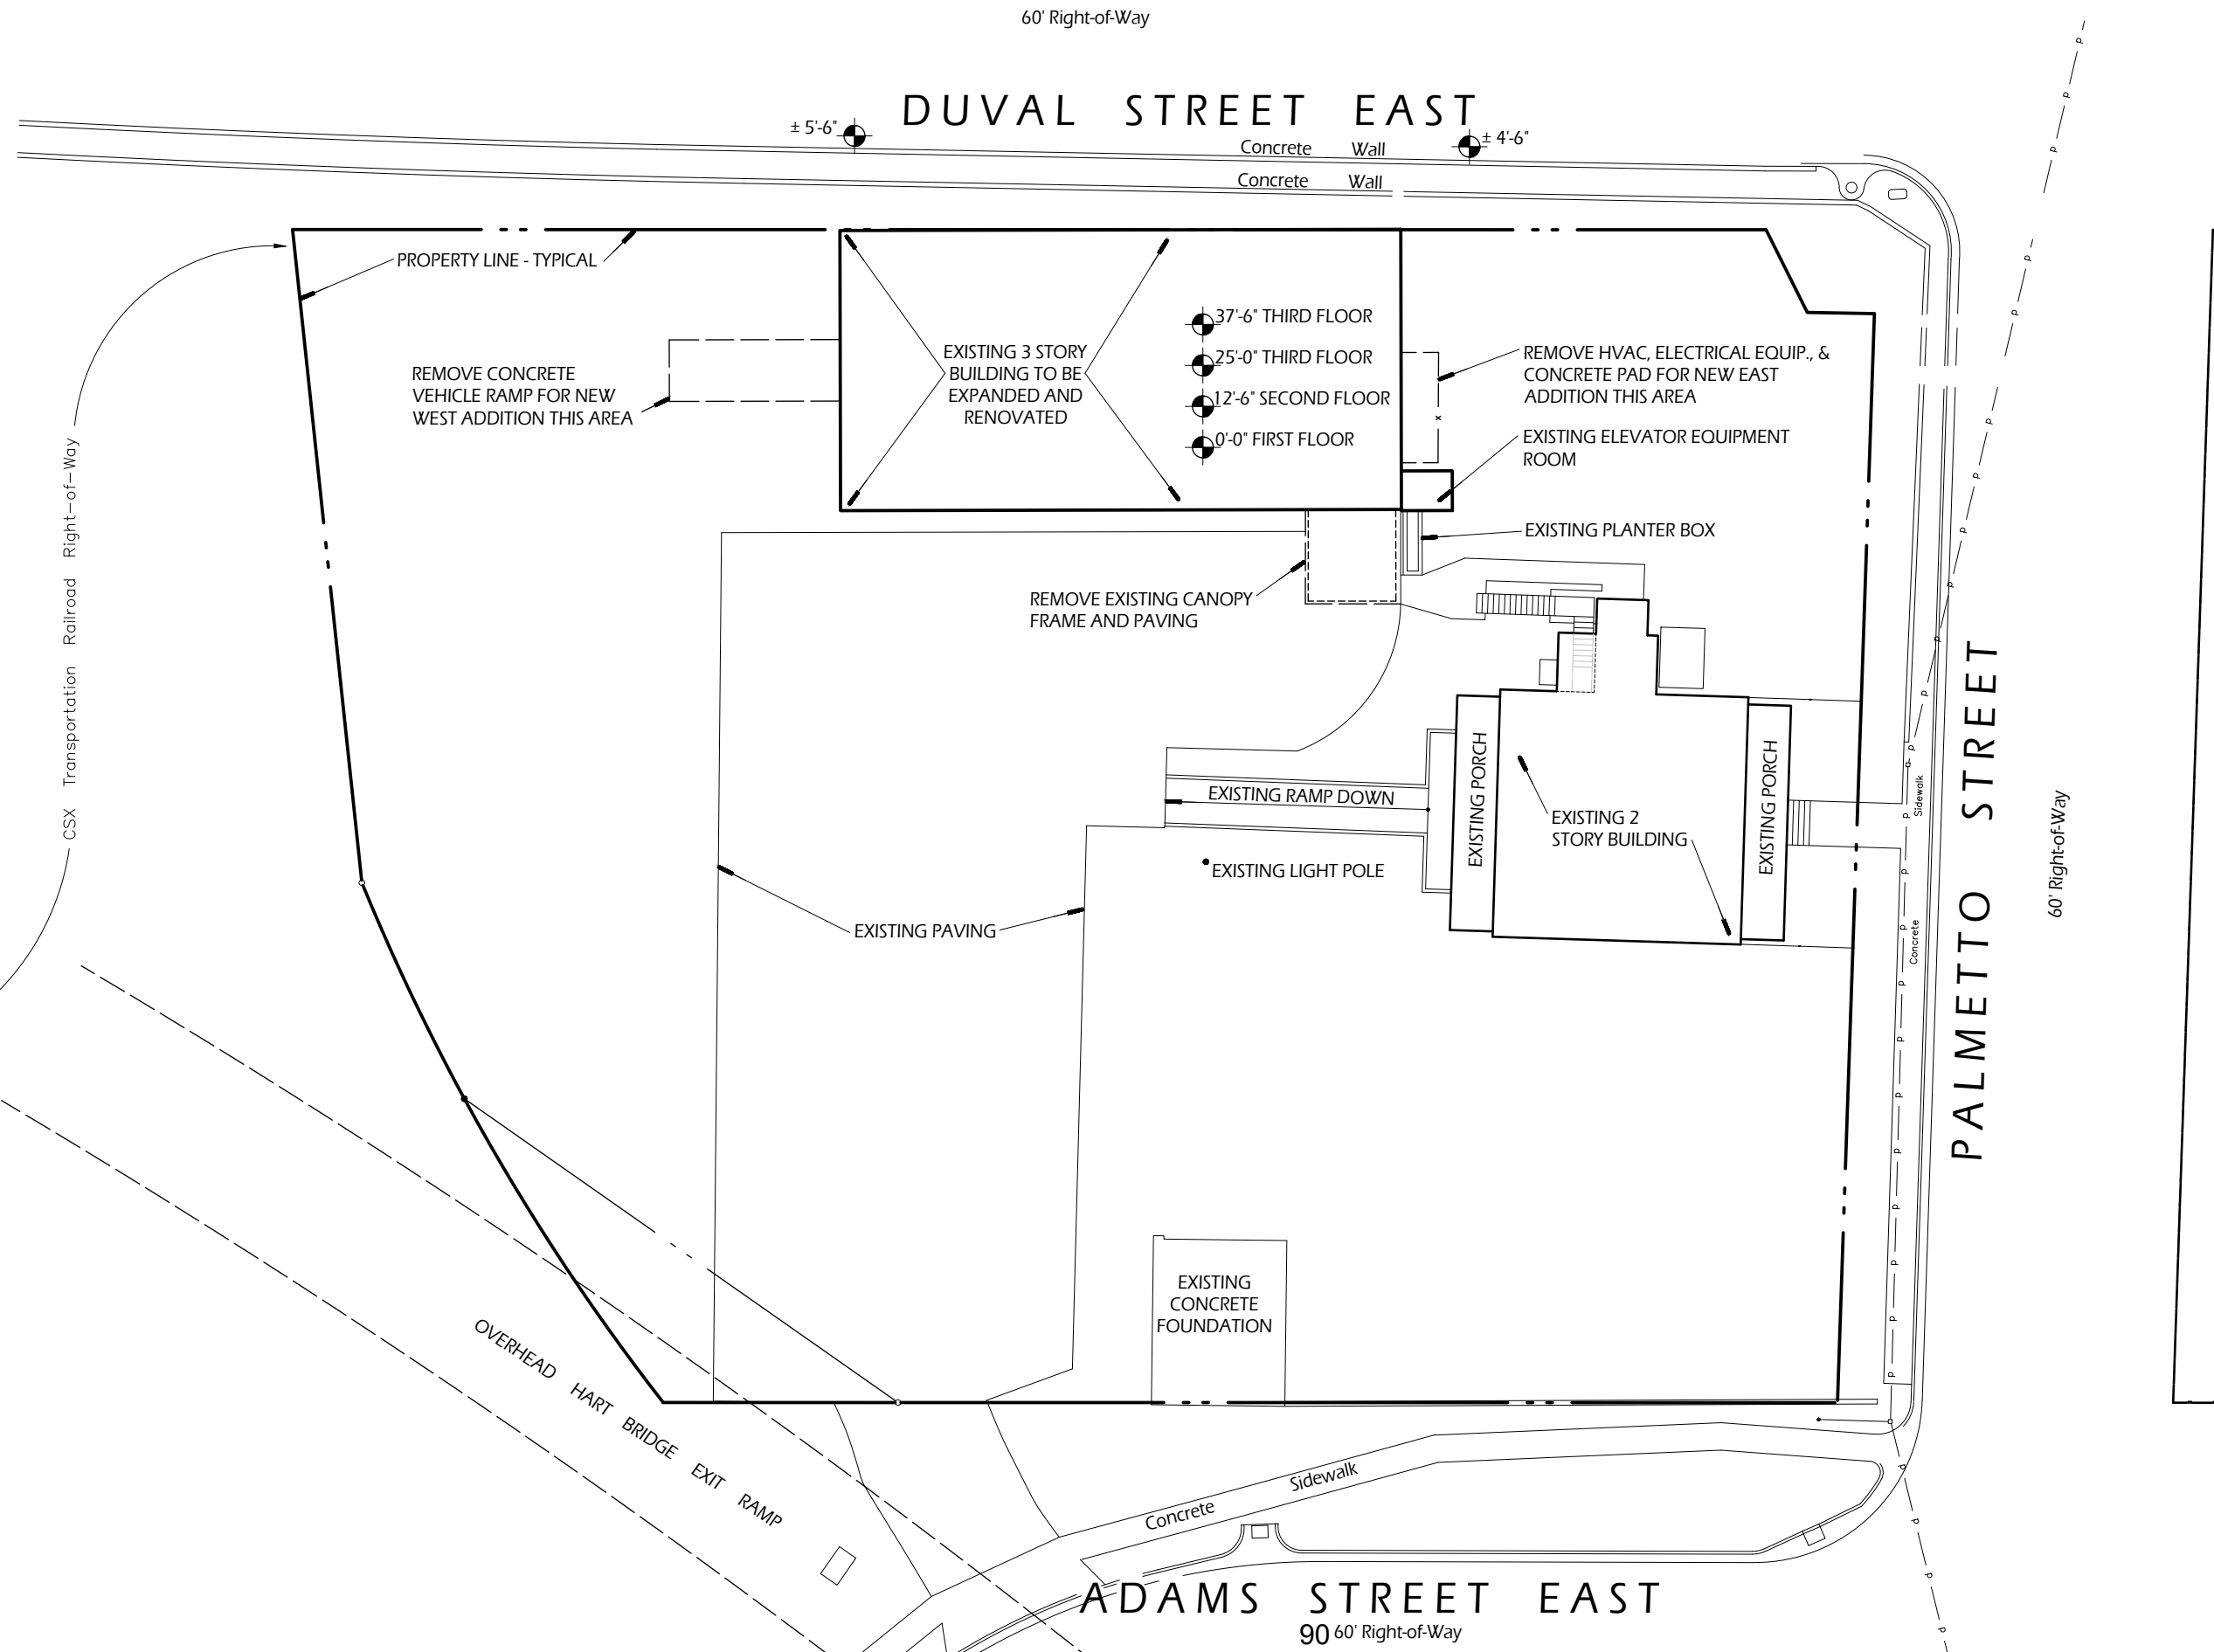 60' Right-of-Way
DUVAL STREET EAST
± 5'-6"
± 4'-6"
Concrete Wall
Concrete Wall
PROPERTY LINE - TYPICAL
REMOVE CONCRETE
VEHICLE RAMP FOR NEW
WEST ADDITION THIS AREA
EXISTING 3 STORY
BUILDING TO BE
EXPANDED AND
RENOVATED
37'-6" THIRD FLOOR
25'-0" THIRD FLOOR
12'-6" SECOND FLOOR
0'-0" FIRST FLOOR
REMOVE HVAC, ELECTRICAL EQUIP., &
CONCRETE PAD FOR NEW EAST
ADDITION THIS AREA
x
EXISTING ELEVATOR EQUIPMENT
ROOM
EXISTING PLANTER BOX
REMOVE EXISTING CANOPY
FRAME AND PAVING
CSX Transportation Railroad Right-of-Way
EXISTING RAMP DOWN
EXISTING PORCH
EXISTING 2
STORY BUILDING
EXISTING PORCH
EXISTING LIGHT POLE
EXISTING PAVING
Sidewalk
Concrete
PALMETTO STREET
60' Right-of-Way
EXISTING
CONCRETE
FOUNDATION
OVERHEAD HART BRIDGE EXIT RAMP
Concrete Sidewalk
ADAMS STREET EAST
90 60' Right-of-Way